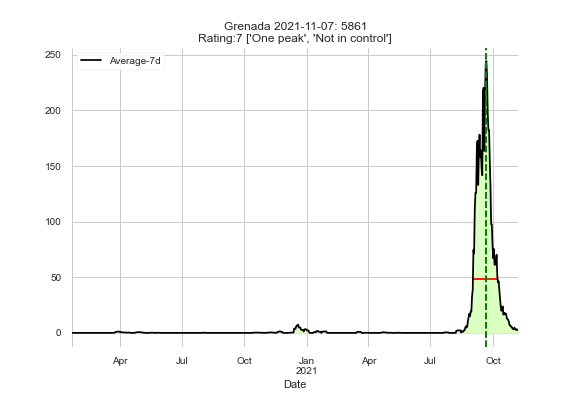 Grenada 2021-11-07: 5861
Rating:7 ['One peak', 'Not in control']
Average-7d
250
200
150
100
50
0
Apr Jul Oct Jan Apr Jul Oct
2021
Date